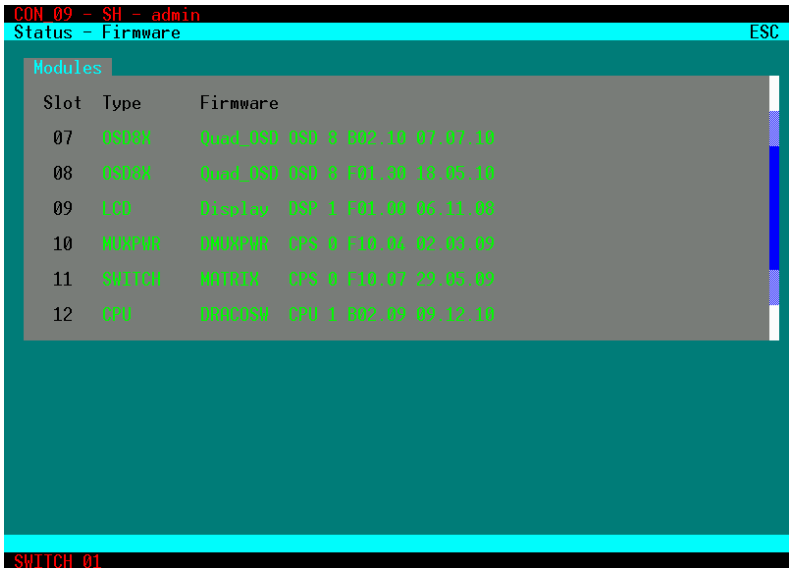 CON_09 - SH - admin
Status - Firmware ESC
Modules
Slot Type Firmware
07 OSD8X Quad_OSD OSD 8 B02.10 07.07.10
08 OSD8X Quad_OSD OSD 8 F01.30 18.05.10
09 LCD Display DSP 1 F01.00 06.11.08
10 MUXPWR DMUXPWR CPS 0 F10.04 02.03.09
11 SWITCH MATRIX CPS 0 F10.07 29.05.09
12 CPU DRACOSW CPU 1 B02.09 09.12.10
SWITCH 01